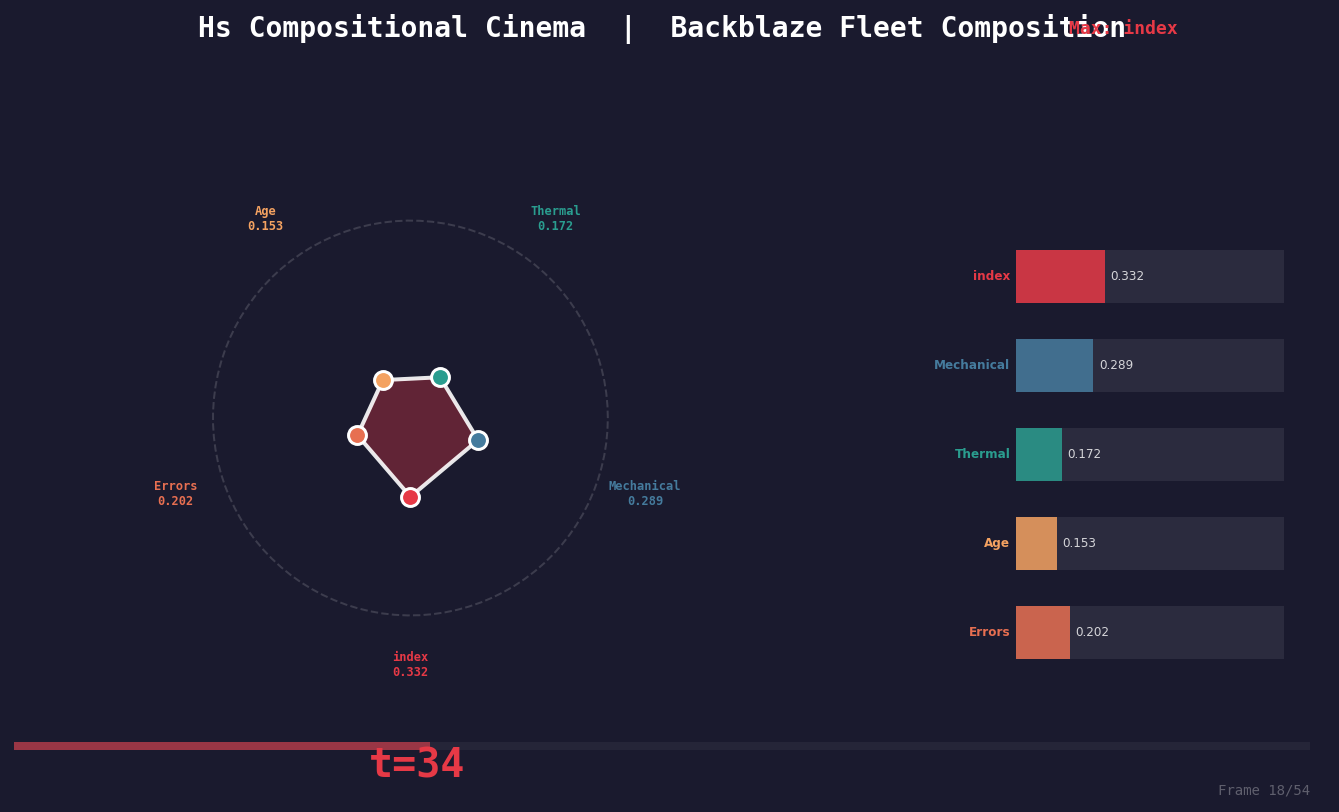 Hs Compositional Cinema | Backblaze Fleet Composition
Max: index
Age
0.153
Thermal
0.172
Errors
0.202
Mechanical
0.289
index
0.332
index 0.332
Mechanical 0.289
Thermal 0.172
Age 0.153
Errors 0.202
t=34
Frame 18/54